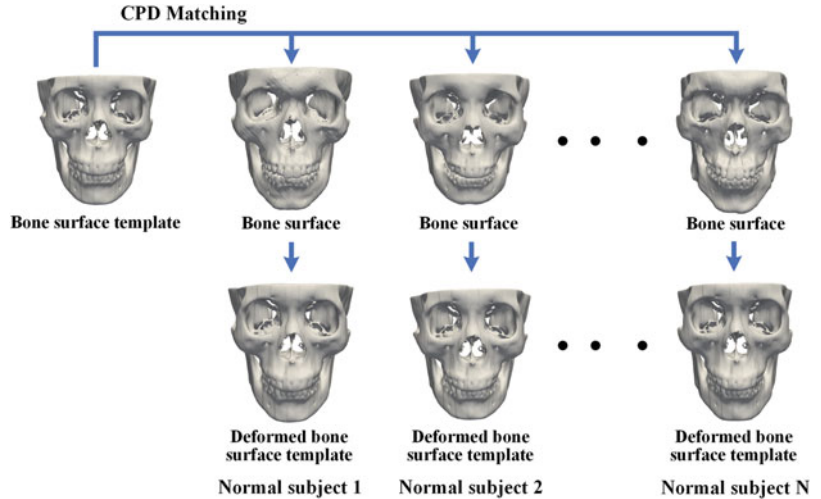 CPD Matching
Bone surface template
Bone surface
Bone surface
Bone surface
Deformed bone
surface template
Deformed bone
surface template
Deformed bone
surface template
Normal subject 1
Normal subject 2
Normal subject N